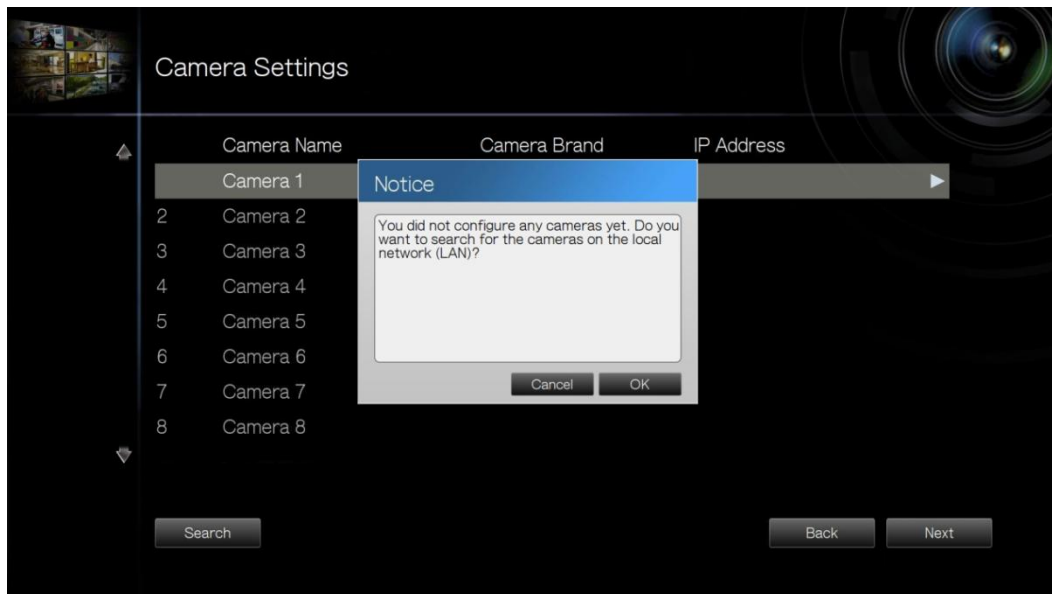 Camera Settings
Camera Name Camera Brand IP Address
Camera 1
2 Camera 2
3 Camera 3
4 Camera 4
5 Camera 5
6 Camera 6
7 Camera 7
8 Camera 8
Notice
You did not configure any cameras yet. Do you
want to search for the cameras on the local
network (LAN)?
Cancel OK
Search Back Next